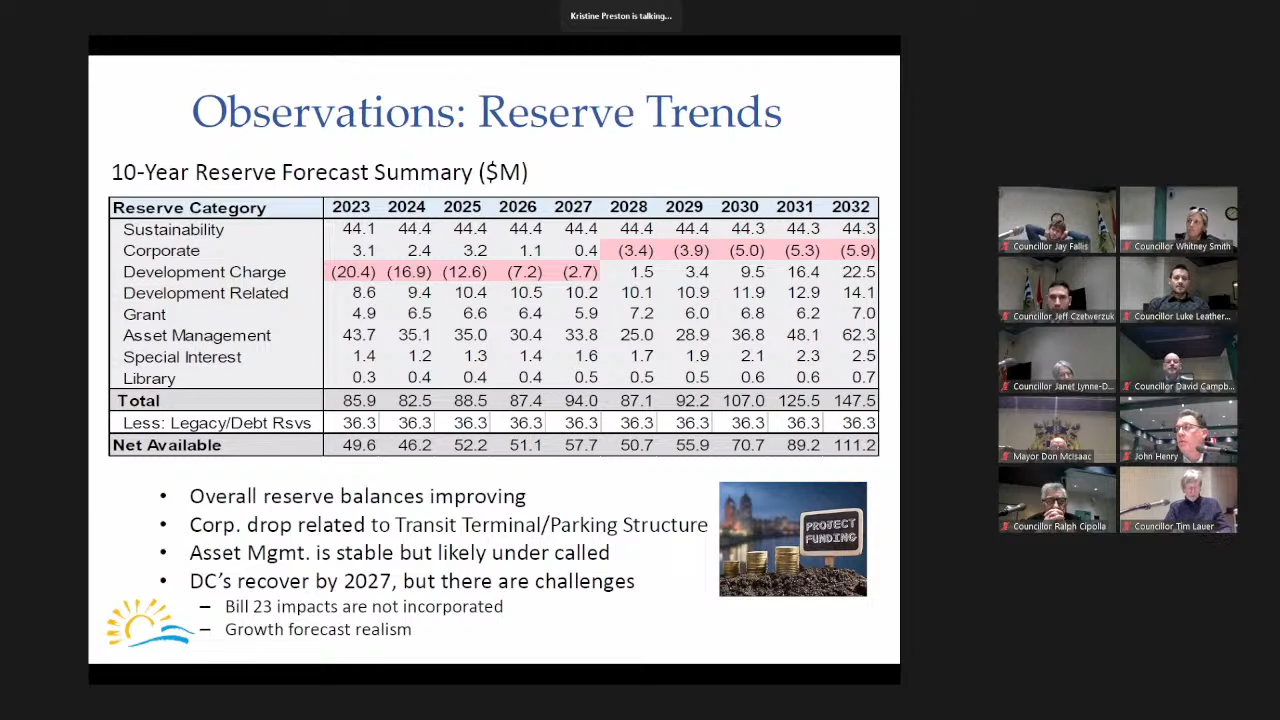 Kristine Preston is talking...
Observations: Reserve Trends
10-Year Reserve Forecast Summary ($M)
Reserve Category 2023 2024 2025 2026 2027 2028 2029 2030 2031 2032
Sustainability 44.1 44.4 44.4 44.4 44.4 44.4 44.4 44.3 44.3 44.3
Corporate 3.1 2.4 3.2 1.1 0.4 (3.4) (3.9) (5.0) (5.3) (5.9)
Development Charge (20.4) (16.9) (12.6) (7.2) (2.7) 1.5 3.4 9.5 16.4 22.5
Development Related 8.6 9.4 10.4 10.5 10.2 10.1 10.9 11.9 12.9 14.1
Grant 4.9 6.5 6.6 6.4 5.9 7.2 6.0 6.8 6.2 7.0
Asset Management 43.7 35.1 35.0 30.4 33.8 25.0 28.9 36.8 48.1 62.3
Special Interest 1.4 1.2 1.3 1.4 1.6 1.7 1.9 2.1 2.3 2.5
Library 0.3 0.4 0.4 0.4 0.5 0.5 0.5 0.6 0.6 0.7
Total 85.9 82.5 88.5 87.4 94.0 87.1 92.2 107.0 125.5 147.5
Less: Legacy/Debt Rsvs 36.3 36.3 36.3 36.3 36.3 36.3 36.3 36.3 36.3 36.3
Net Available 49.6 46.2 52.2 51.1 57.7 50.7 55.9 70.7 89.2 111.2
• Overall reserve balances improving
• Corp. drop related to Transit Terminal/Parking Structure
• Asset Mgmt. is stable but likely under called
• DC's recover by 2027, but there are challenges
– Bill 23 impacts are not incorporated
– Growth forecast realism
PROJECT
FUNDING
Councillor Jay Fallis
Councillor Whitney Smith
Councillor Jeff Czetwerzuk
Councillor Luke Leather...
Councillor Janet Lynne-D...
Councillor David Campb...
Mayor Don McIsaac
John Henry
Councillor Ralph Cipolla
Councillor Tim Lauer